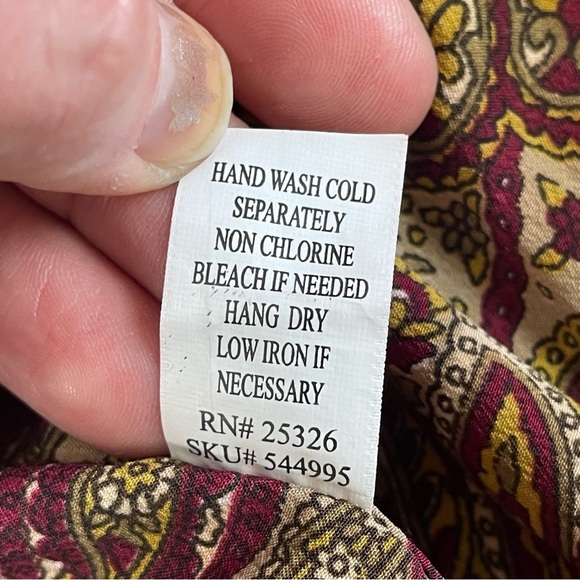 HAND WASH COLD
SEPARATELY
NON CHLORINE
BLEACH IF NEEDED
HANG DRY
LOW IRON IF
NECESSARY
RN# 25326
SKU# 544995